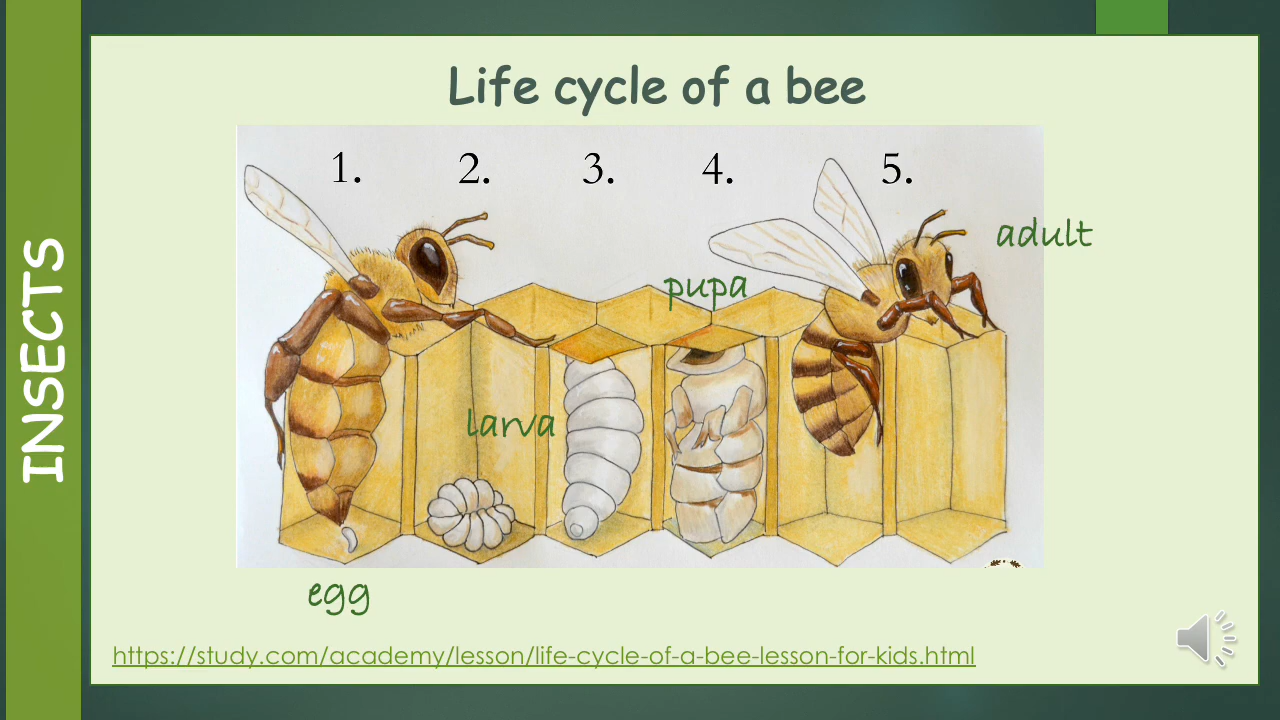 INSECTS
Life cycle of a bee
1. 2. 3. 4. 5.
adult
pupa
larva
egg
https://study.com/academy/lesson/life-cycle-of-a-bee-lesson-for-kids.html